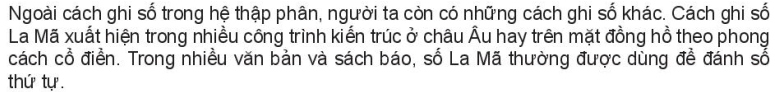 Ngoài cách ghi số trong hệ thập phân, người ta còn có những cách ghi số khác. Cách ghi số
La Mã xuất hiện trong nhiều công trình kiến trúc ở châu Âu hay trên mặt đồng hồ theo phong
cách cổ điển. Trong nhiều văn bản và sách báo, số La Mã thường được dùng để đánh số
thứ tự.